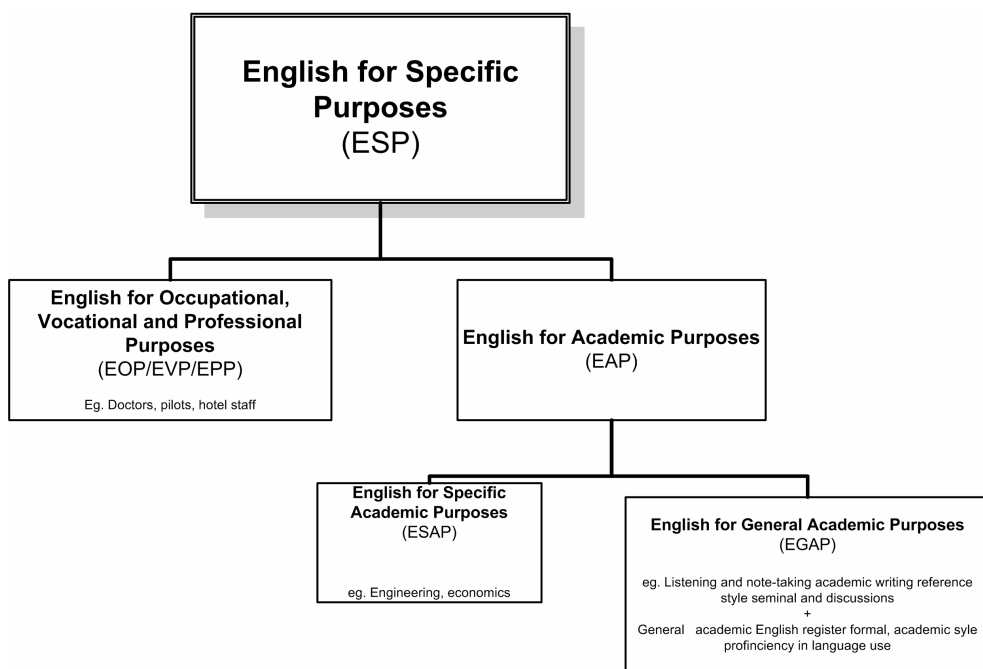 English for Specific
Purposes
(ESP)
English for Occupational,
Vocational and Professional
Purposes
(EOP/EVP/EPP)
Eg. Doctors, pilots, hotel staff
English for Academic Purposes
(EAP)
English for Specific
Academic Purposes
(ESAP)
eg. Engineering, economics
English for General Academic Purposes
(EGAP)
eg. Listening and note-taking academic writing reference
style seminal and discussions
+
General academic English register formal, academic syle
profinciency in language use